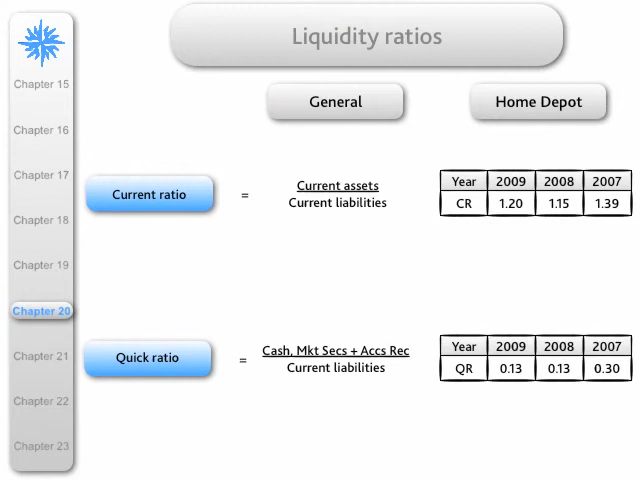 Liquidity ratios
General
Home Depot
Chapter 15
Chapter 16
Chapter 17
Chapter 18
Chapter 19
Chapter 20
Chapter 21
Chapter 22
Chapter 23
Current ratio
=
Current assets
Current liabilities
Year 2009 2008 2007
CR 1.20 1.15 1.39
Quick ratio
=
Cash, Mkt Secs + Accs Rec
Current liabilities
Year 2009 2008 2007
QR 0.13 0.13 0.30